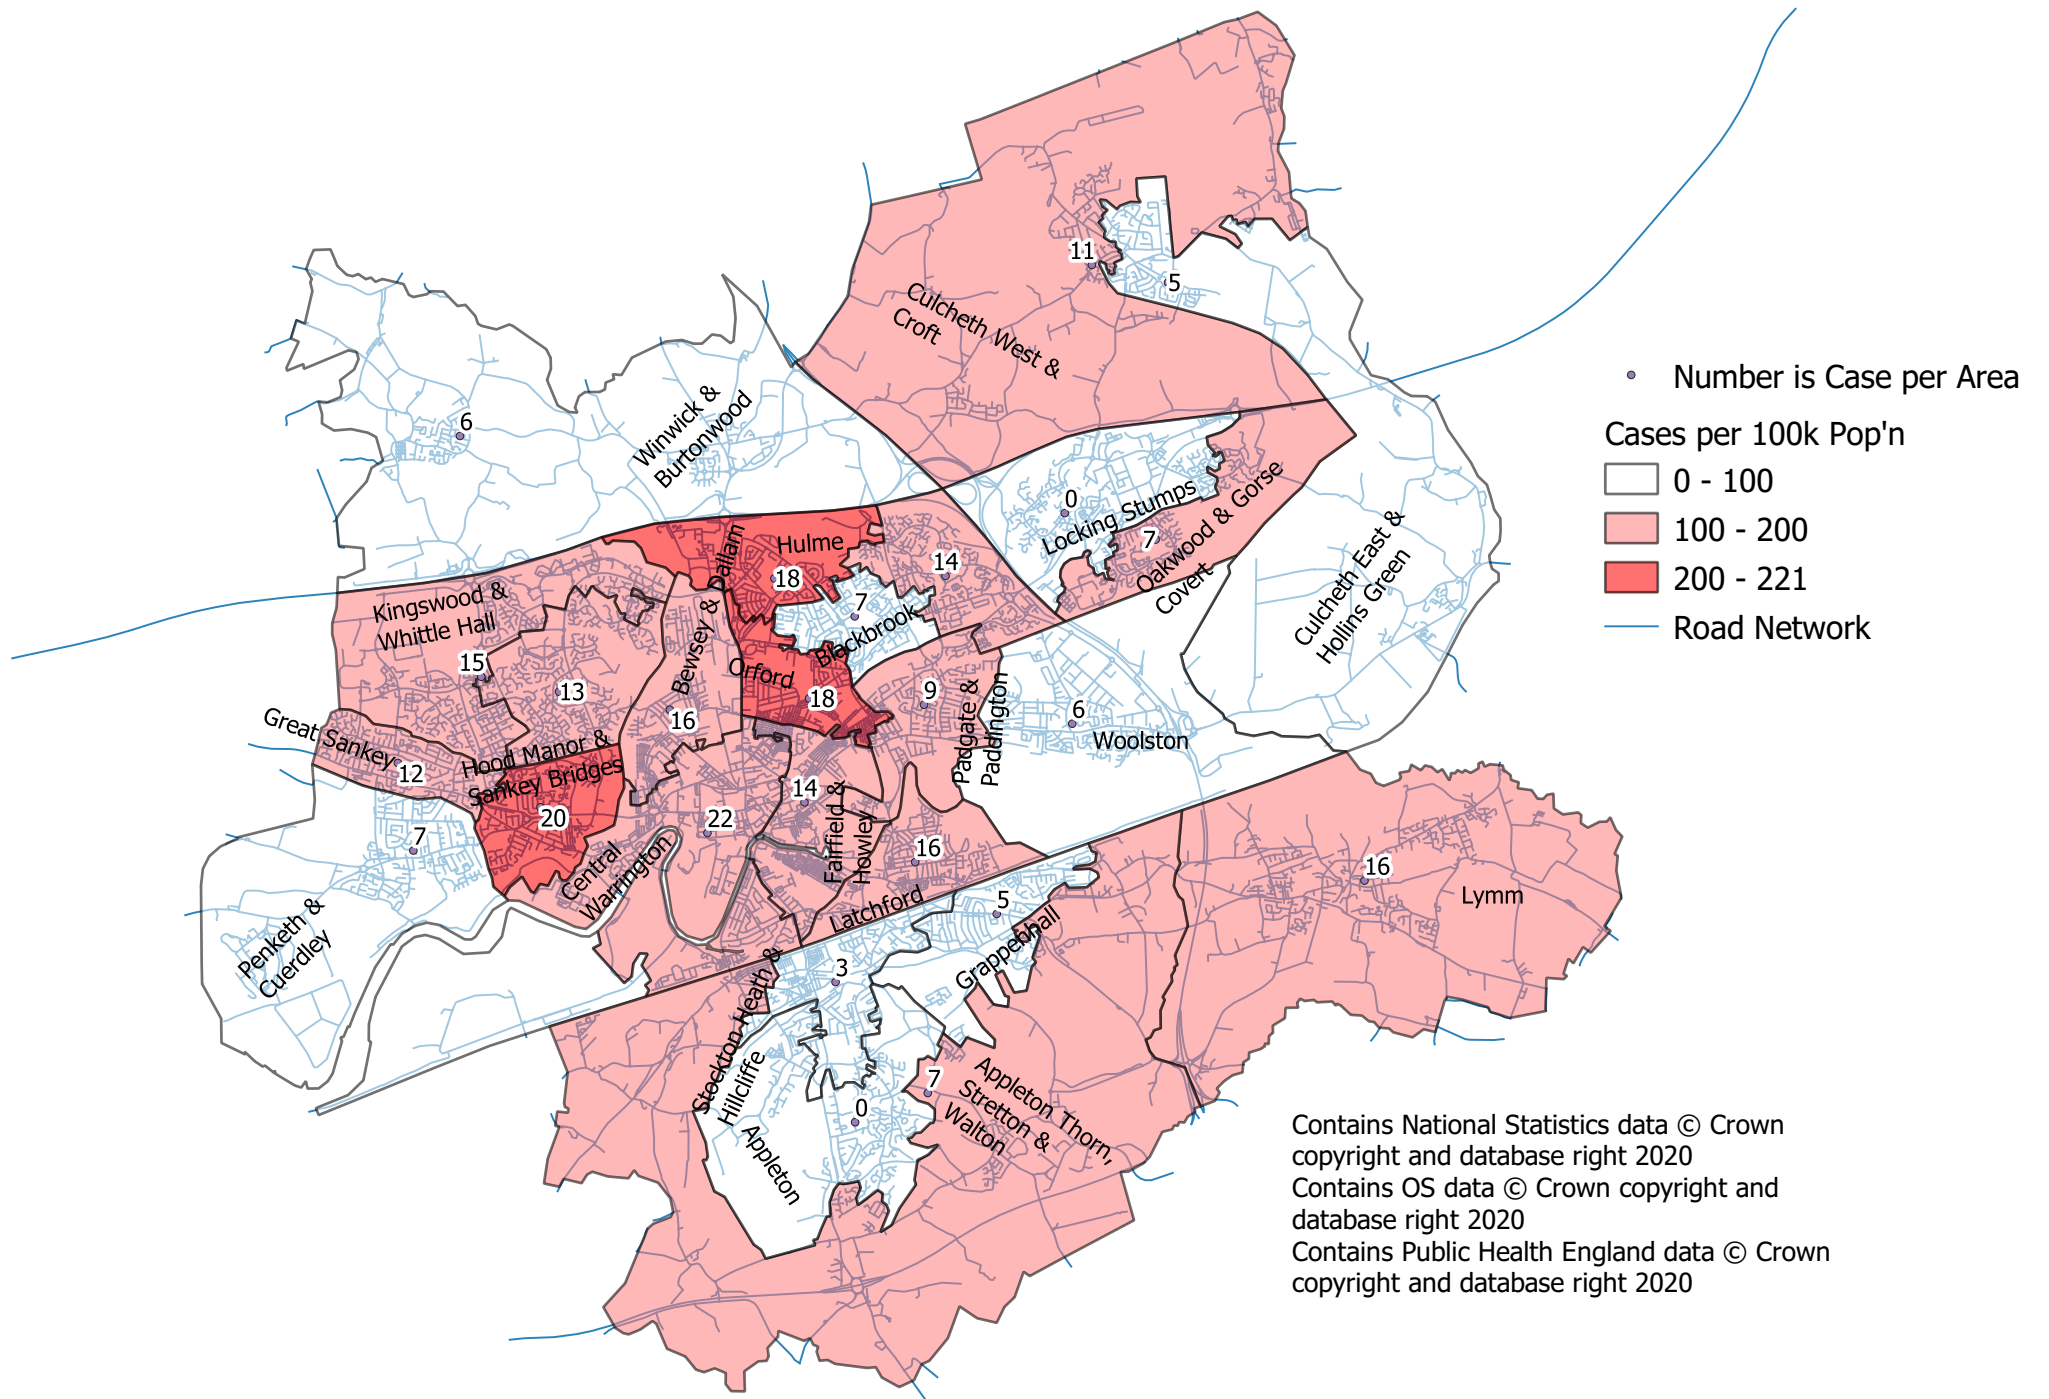 11
5
Culcheth West &
Croft
6
Winwick &
Burtonwood
0
Locking Stumps
7
Oakwood & Gorse
Covert
Culcheth East &
Hollins Green
Hulme
18
14
7
Blackbrook
Kingswood &
Whittle Hall
15
13
Bewsey & Dallam
16
Orford
18
9
Padgate &
Paddington
6
Woolston
Great Sankey
12
Hood Manor &
Sankey Bridges
20
7
Penketh &
Cuerdley
22
Central
Warrington
14
Fairfield &
Howley
16
Latchford
5
Grappenhall
3
Stockton Heath &
Hillcliffe
0
Appleton
7
Appleton Thorn,
Stretton &
Walton
16
Lymm
Number is Case per Area
Cases per 100k Pop'n
0 - 100
100 - 200
200 - 221
Road Network
Contains National Statistics data © Crown
copyright and database right 2020
Contains OS data © Crown copyright and
database right 2020
Contains Public Health England data © Crown
copyright and database right 2020